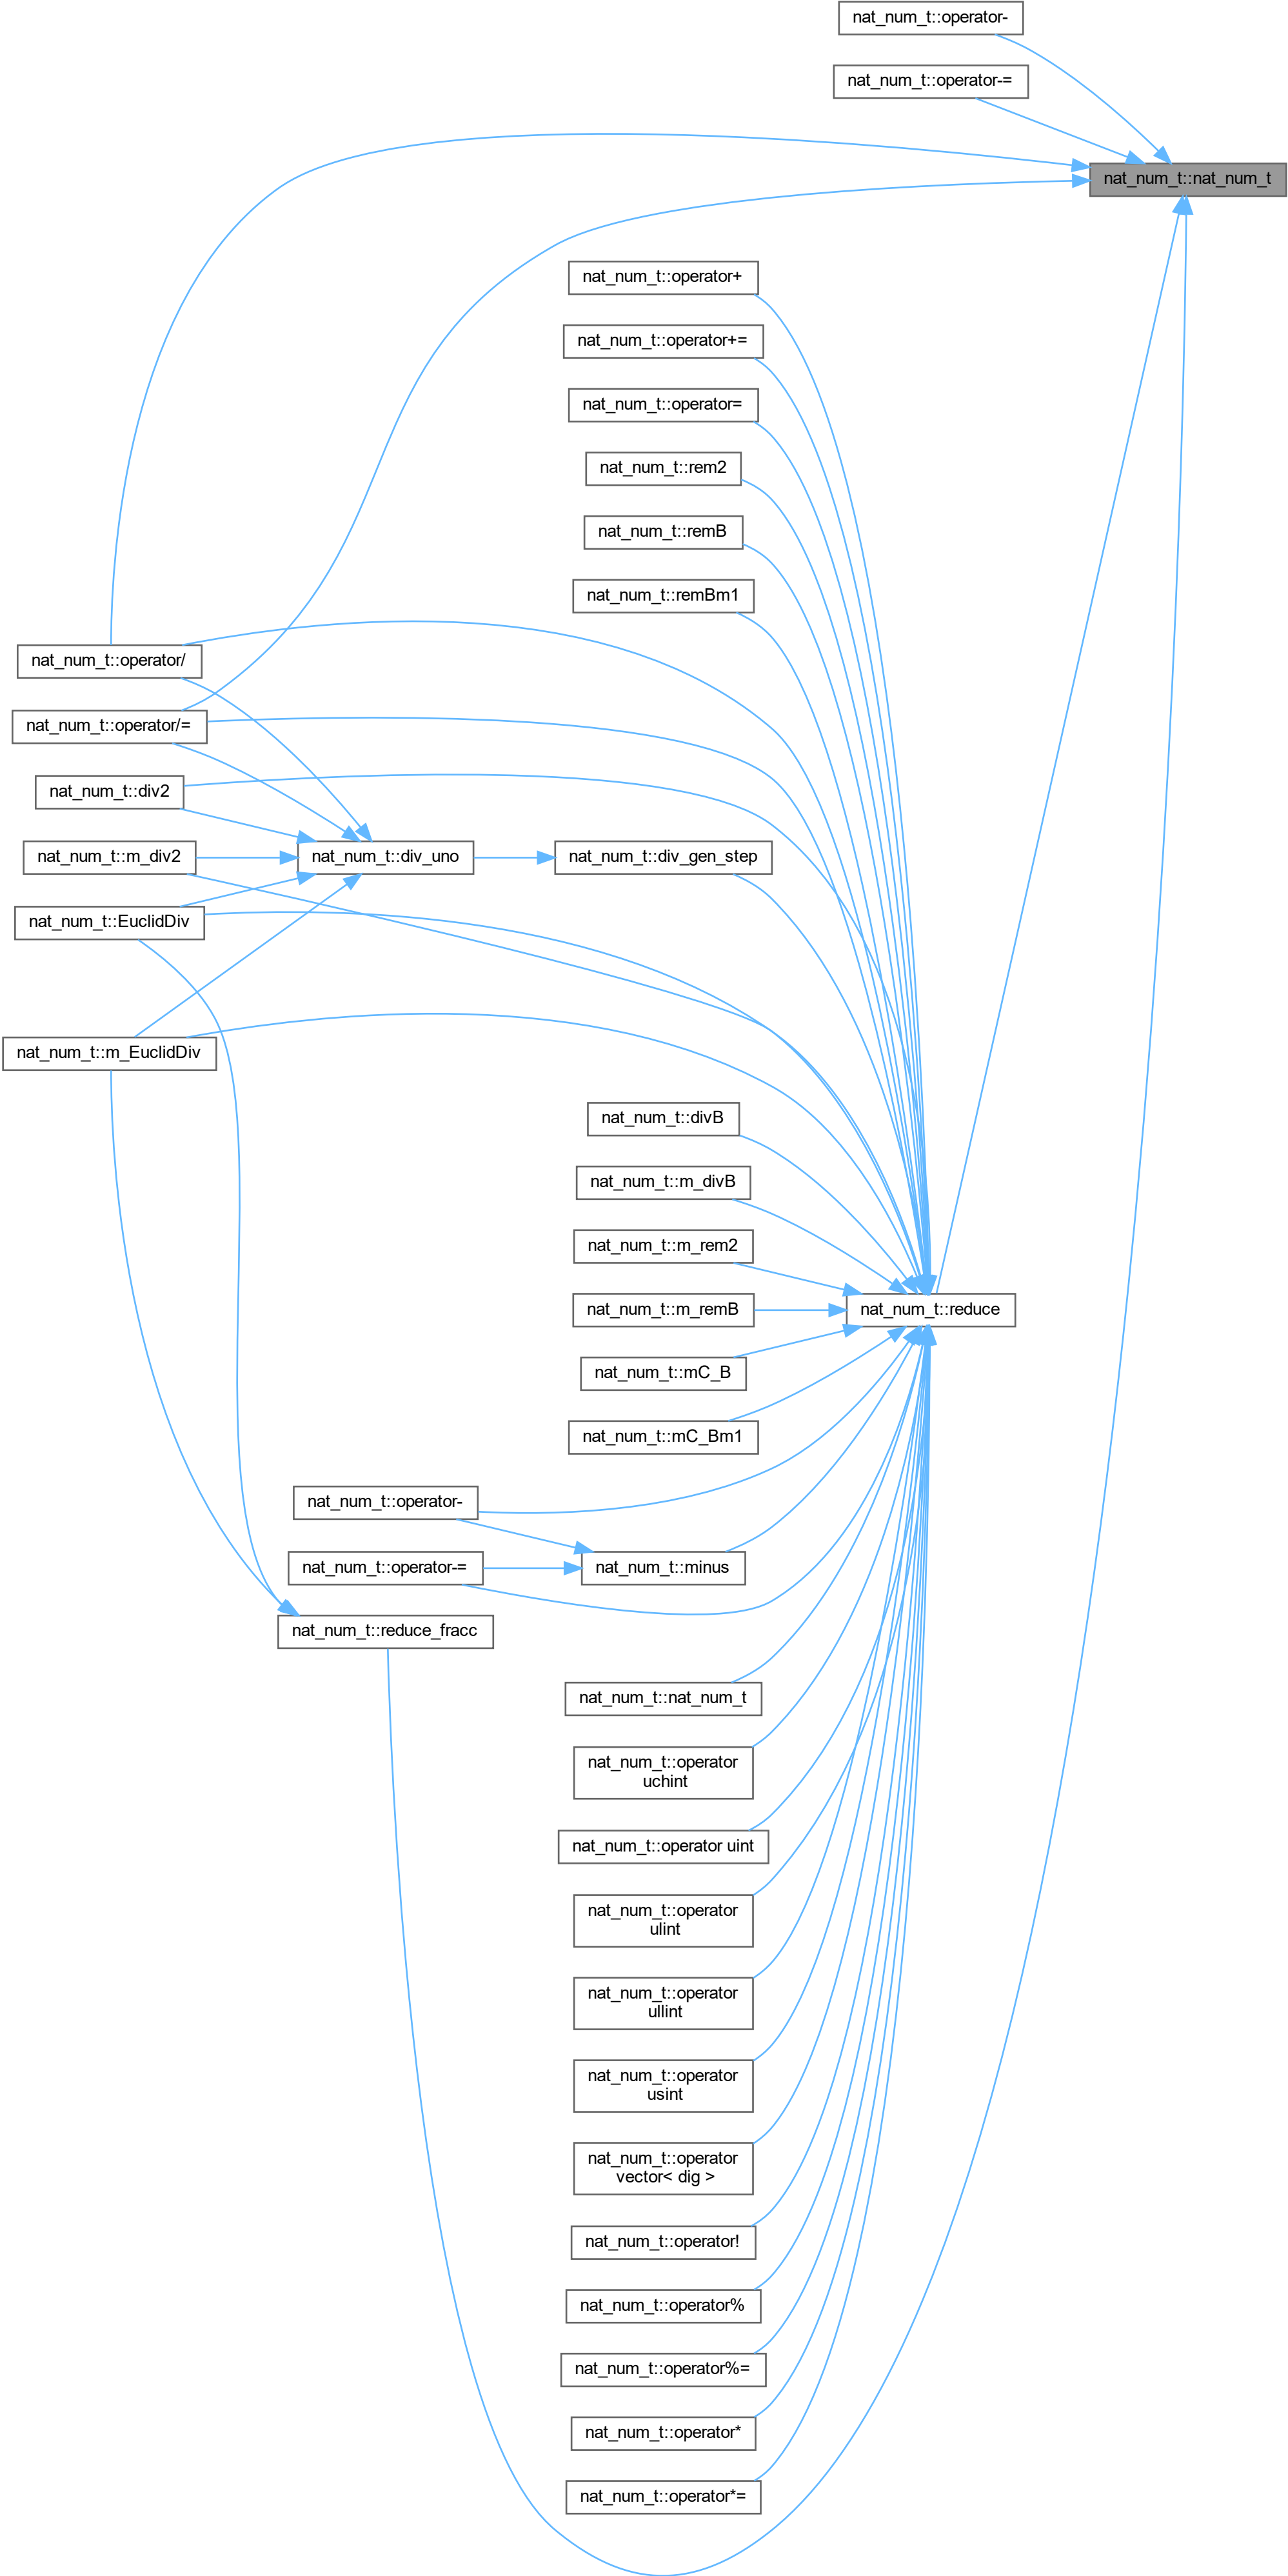 nat_num_t::operator-
nat_num_t::operator-=
nat_num_t::nat_num_t
nat_num_t::operator+
nat_num_t::operator+=
nat_num_t::operator=
nat_num_t::rem2
nat_num_t::remB
nat_num_t::remBm1
nat_num_t::operator/
nat_num_t::operator/=
nat_num_t::div2
nat_num_t::m_div2
nat_num_t::div_uno
nat_num_t::div_gen_step
nat_num_t::EuclidDiv
nat_num_t::m_EuclidDiv
nat_num_t::divB
nat_num_t::m_divB
nat_num_t::m_rem2
nat_num_t::m_remB
nat_num_t::reduce
nat_num_t::mC_B
nat_num_t::mC_Bm1
nat_num_t::operator-
nat_num_t::operator-=
nat_num_t::minus
nat_num_t::reduce_fracc
nat_num_t::nat_num_t
nat_num_t::operator
uchint
nat_num_t::operator uint
nat_num_t::operator
ulint
nat_num_t::operator
ullint
nat_num_t::operator
usint
nat_num_t::operator
vector< dig >
nat_num_t::operator!
nat_num_t::operator%
nat_num_t::operator%=
nat_num_t::operator*
nat_num_t::operator*=